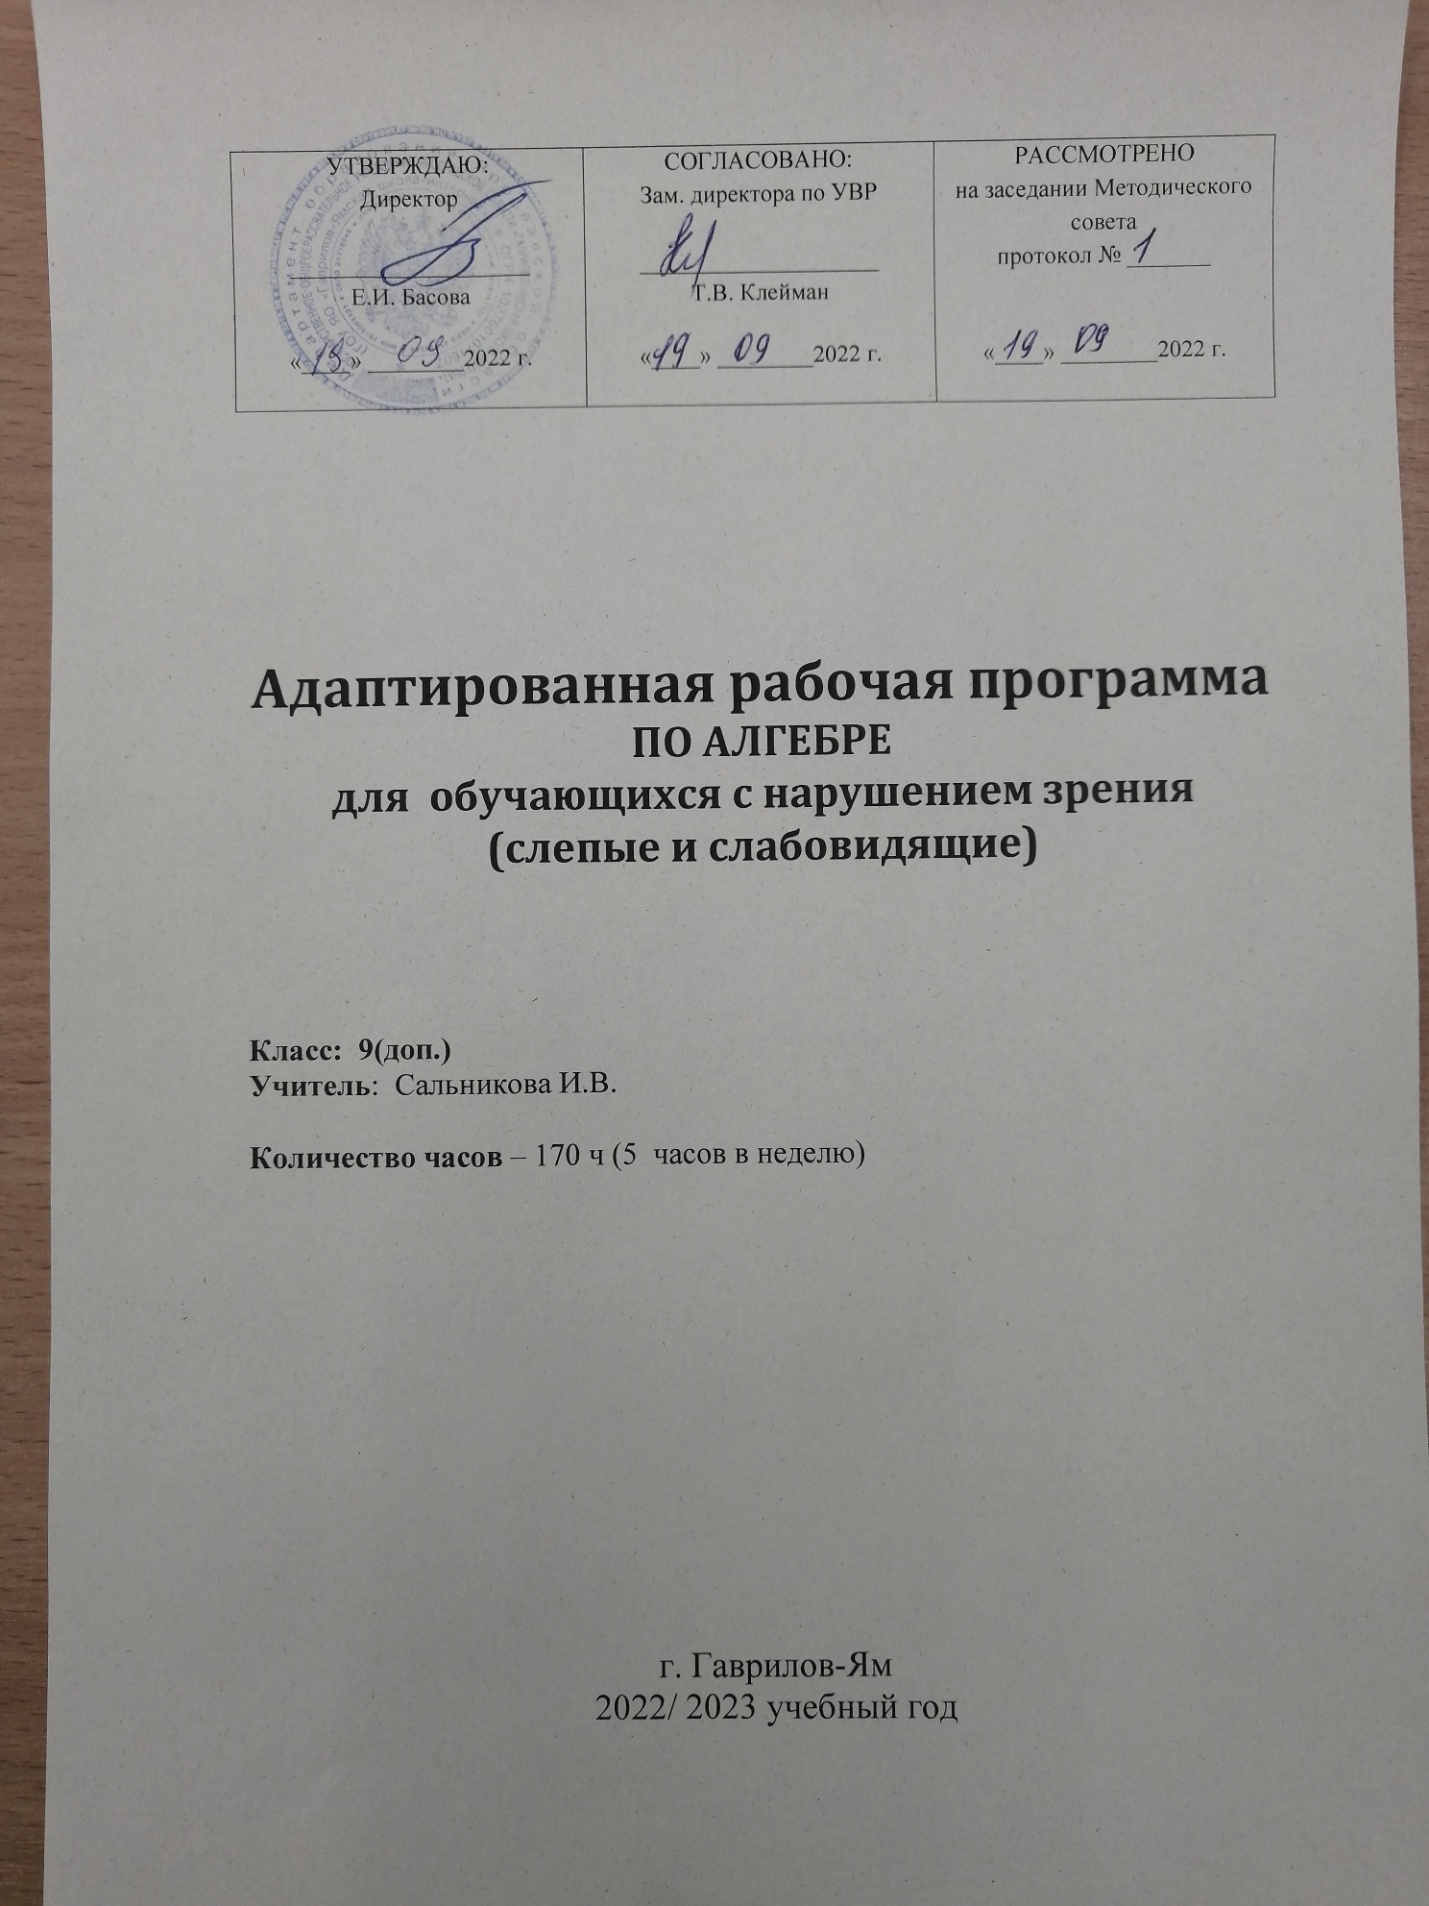 УТВЕРЖДАЮ:
Директор
Е.И. Басова
«19» 09 2022 г.
СОГЛАСОВАНО:
Зам. директора по УВР
Т.В. Клейман
«19» 09 2022 г.
РАССМОТРЕНО
на заседании Методического
совета
протокол № 1
«19» 09 2022 г.
Адаптированная рабочая программа
ПО АЛГЕБРЕ
для обучающихся с нарушением зрения
(слепые и слабовидящие)
Класс: 9(доп.)
Учитель: Сальникова И.В.
Количество часов – 170 ч (5 часов в неделю)
г. Гаврилов-Ям
2022/ 2023 учебный год